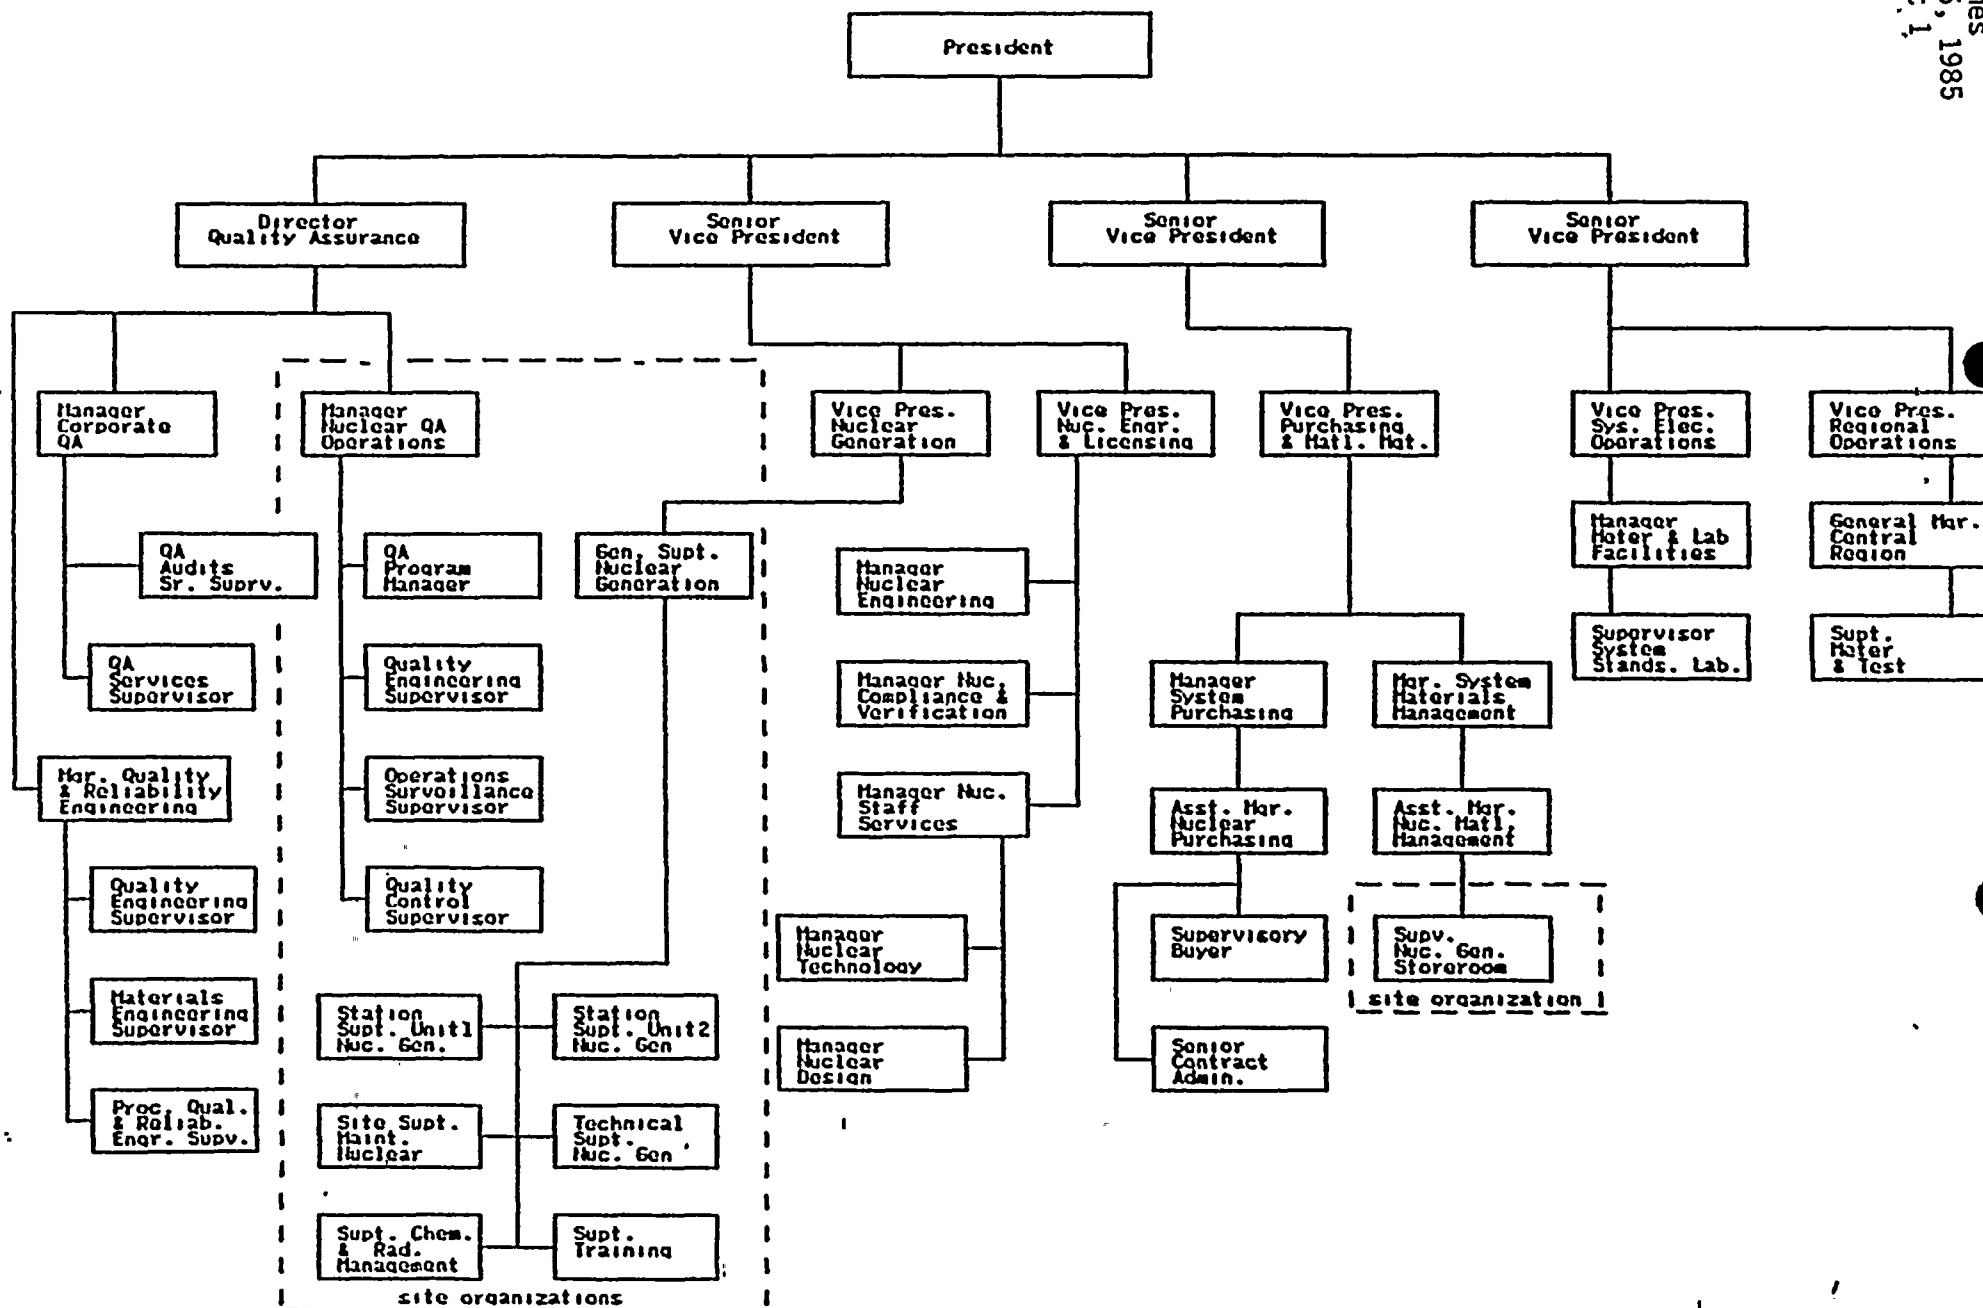 1985
President
Director
Quality Assurance
Senior
Vice President
Senior
Vice President
Senior
Vice President
Manager
Corporate
QA
Manager
Nuclear QA
Operations
Vice Pres.
Nuclear
Generation
Vice Pres.
Nuc. Engr.
& Licensing
Vice Pres.
Purchasing
& Matl. Mgt.
Vice Pres.
Sys. Elec.
Operations
Vice Pres.
Regional
Operations
QA
Audits
Sr. Suprv.
QA
Program
Manager
Gen. Supt.
Nuclear
Generation
Manager
Nuclear
Engineering
Manager
Meter & Lab
Facilities
General Mgr.
Central
Region
QA
Services
Supervisor
Quality
Engineering
Supervisor
Manager Nuc.
Compliance &
Verification
Manager
System
Purchasing
Mgr. System
Materials
Management
Supervisor
System
Stands. Lab.
Supt.
Meter
& Test
Mgr. Quality
& Reliability
Engineering
Operations
Surveillance
Supervisor
Manager Nuc.
Staff
Services
Asst. Mgr.
Nuclear
Purchasing
Asst. Mgr.
Nuc. Matl.
Management
Quality
Engineering
Supervisor
Quality
Control
Supervisor
Manager
Nuclear
Technology
Supervisory
Buyer
Supv.
Nuc. Gen.
Storeroom
site organization
Materials
Engineering
Supervisor
Station
Supt. Unit1
Nuc. Gen.
Station
Supt. Unit2
Nuc. Gen
Manager
Nuclear
Design
Senior
Contract
Admin.
Proc. Qual.
& Reliab.
Engr. Supv.
Site Supt.
Maint.
Nuclear
Technical
Supt.
Nuc. Gen
Supt. Chem.
& Rad.
Management
Supt.
Training
site organizations